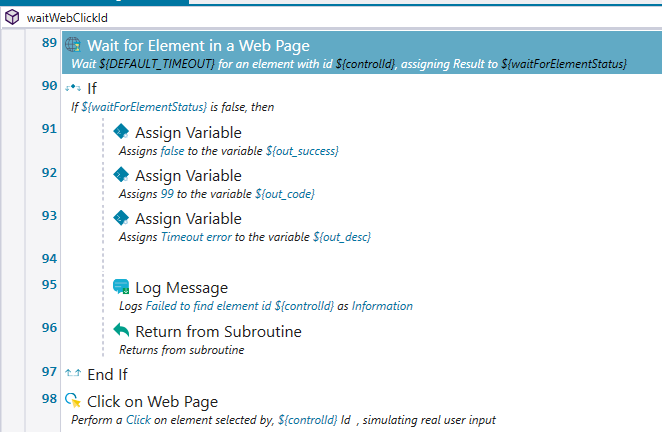 waitWebClickId
89 Wait for Element in a Web Page
Wait ${DEFAULT_TIMEOUT} for an element with id ${controlId}, assigning Result to ${waitForElementStatus}
90 If
If ${waitForElementStatus} is false, then
91 Assign Variable
Assigns false to the variable ${out_success}
92 Assign Variable
Assigns 99 to the variable ${out_code}
93 Assign Variable
Assigns Timeout error to the variable ${out_desc}
94
95 Log Message
Logs Failed to find element id ${controlId} as Information
96 Return from Subroutine
Returns from subroutine
97 End If
98 Click on Web Page
Perform a Click on element selected by, ${controlId} Id , simulating real user input